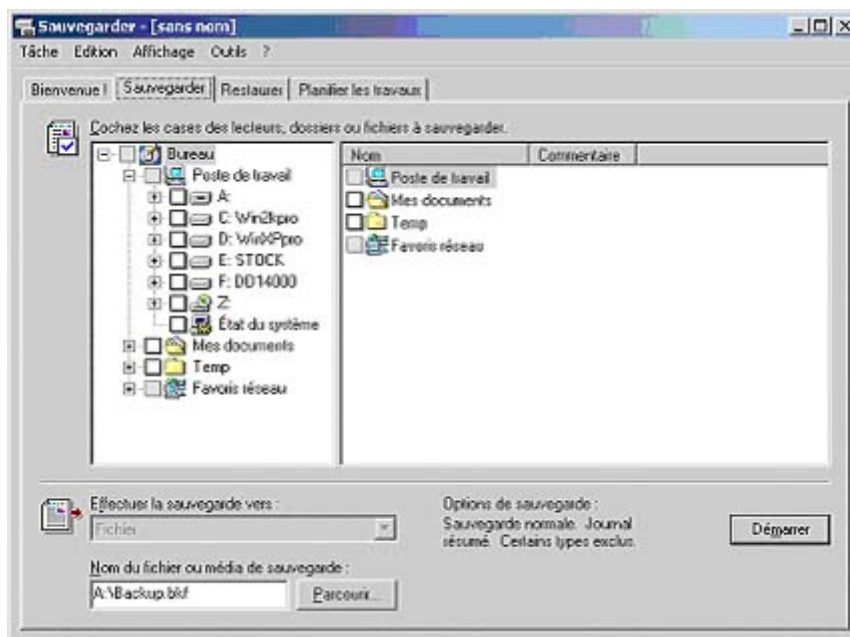 Sauvegarder - [sans nom]
Tâche Edition Affichage Outils ?
Bienvenue ! Sauvegarder Restaurer Planifier les travaux
Cochez les cases des lecteurs, dossiers ou fichiers à sauvegarder.
Bureau
Poste de travail
A:
C: Win2kpro
D: WinXPpro
E: STOCK
F: DD14000
Z:
État du système
Mes documents
Temp
Favoris réseau
Nom Commentaire
Poste de travail
Mes documents
Temp
Favoris réseau
Effectuer la sauvegarde vers :
Fichier
Nom du fichier ou média de sauvegarde :
A:\Backup.bkf Parcourir...
Options de sauvegarde :
Sauvegarde normale. Journal
résumé. Certains types exclus.
Démarrer